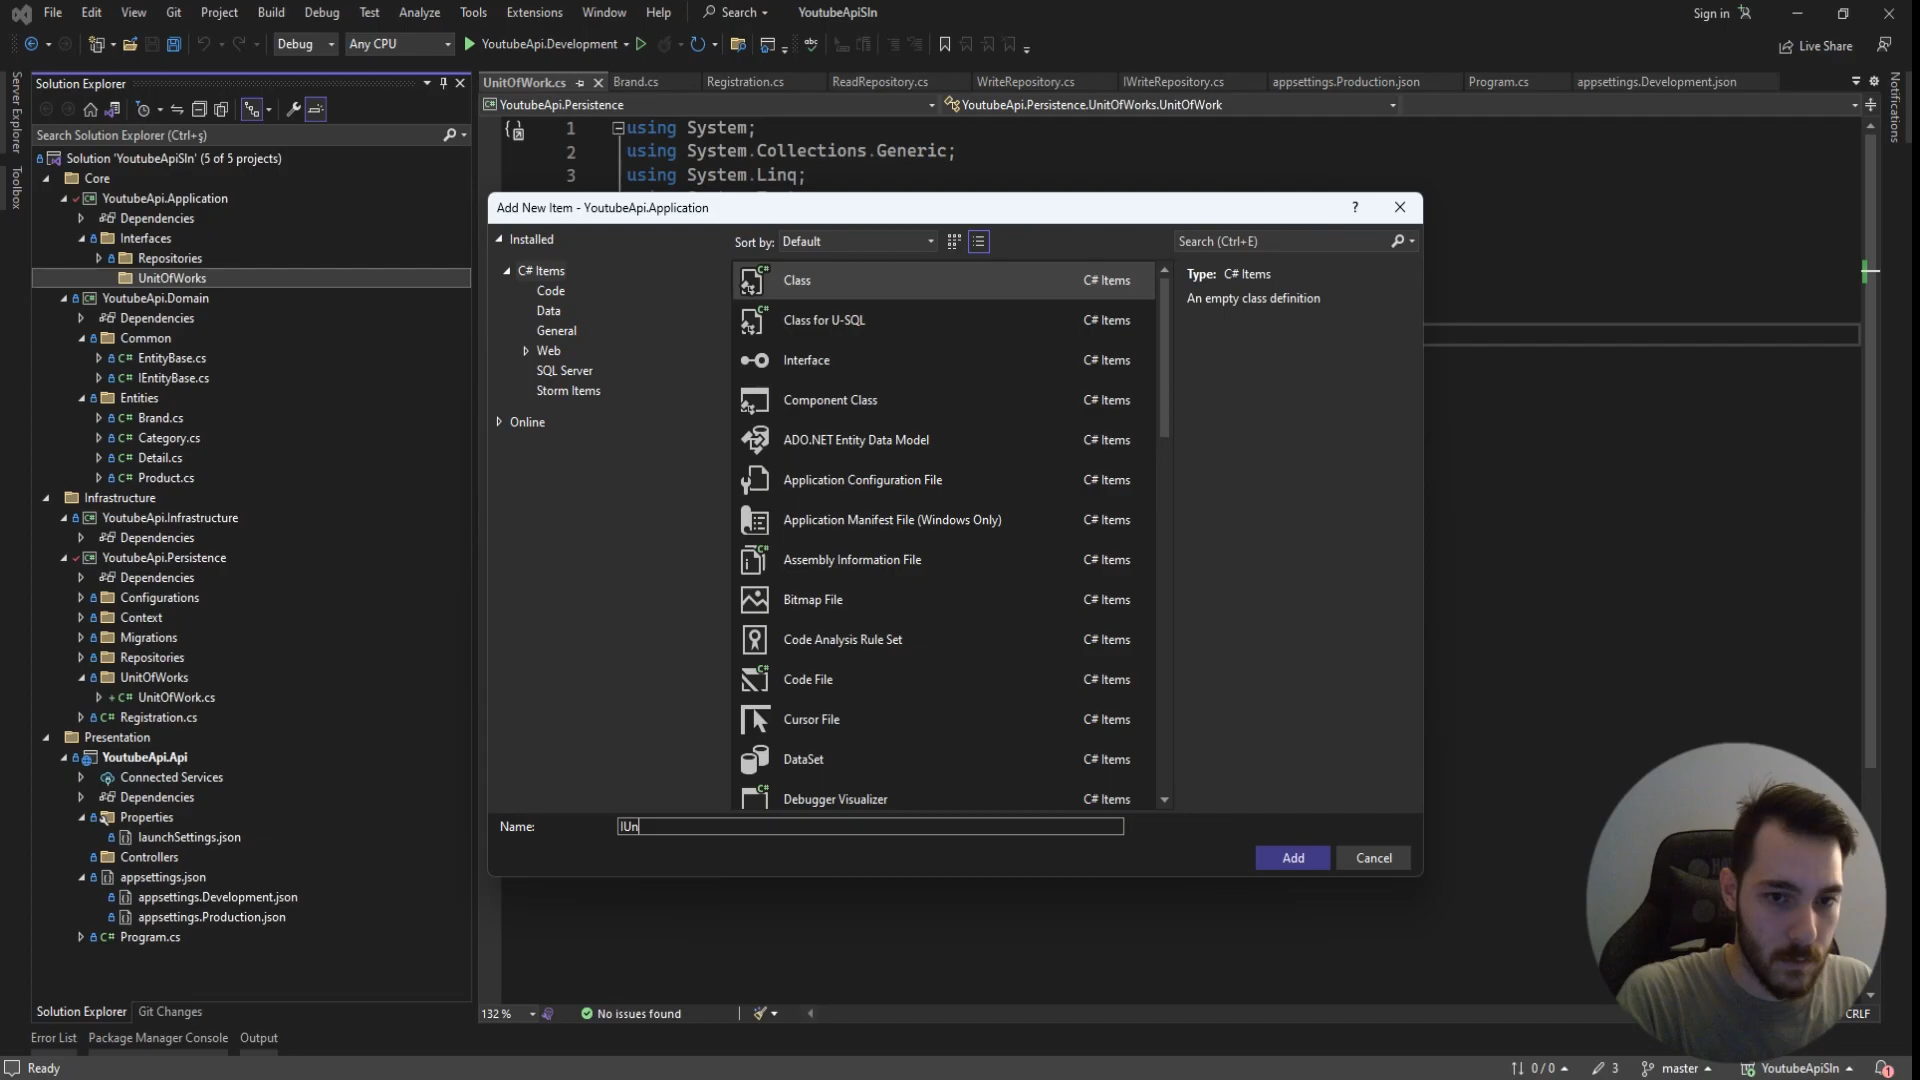 File Edit View Git Project Build Debug Test Analyze Tools Extensions Window Help Search YoutubeApiSln Sign in
Debug Any CPU YoutubeApi.Development Live Share
Server Explorer
Toolbox
Notifications
Solution Explorer
Search Solution Explorer (Ctrl+ş)
Solution 'YoutubeApiSln' (5 of 5 projects)
Core
YoutubeApi.Application
Dependencies
Interfaces
Repositories
UnitOfWorks
YoutubeApi.Domain
Dependencies
Common
EntityBase.cs
IEntityBase.cs
Entities
Brand.cs
Category.cs
Detail.cs
Product.cs
Infrastructure
YoutubeApi.Infrastructure
Dependencies
YoutubeApi.Persistence
Dependencies
Configurations
Context
Migrations
Repositories
UnitOfWorks
UnitOfWork.cs
Registration.cs
Presentation
YoutubeApi.Api
Connected Services
Dependencies
Properties
launchSettings.json
Controllers
appsettings.json
appsettings.Development.json
appsettings.Production.json
Program.cs
Solution Explorer Git Changes
UnitOfWork.cs Brand.cs Registration.cs ReadRepository.cs WriteRepository.cs IWriteRepository.cs appsettings.Production.json Program.cs appsettings.Development.json
YoutubeApi.Persistence YoutubeApi.Persistence.UnitOfWorks.UnitOfWork
1 using System;
2 using System.Collections.Generic;
3 using System.Linq;
Add New Item - YoutubeApi.Application
Installed
C# Items
Code
Data
General
Web
SQL Server
Storm Items
Online
Sort by: Default
Search (Ctrl+E)
Class C# Items
Class for U-SQL C# Items
Interface C# Items
Component Class C# Items
ADO.NET Entity Data Model C# Items
Application Configuration File C# Items
Application Manifest File (Windows Only) C# Items
Assembly Information File C# Items
Bitmap File C# Items
Code Analysis Rule Set C# Items
Code File C# Items
Cursor File C# Items
DataSet C# Items
Debugger Visualizer C# Items
Type: C# Items
An empty class definition
Name: IUn
Add Cancel
132 % No issues found CRLF
Error List Package Manager Console Output
Ready 0 / 0 3 master YoutubeApiSln 1